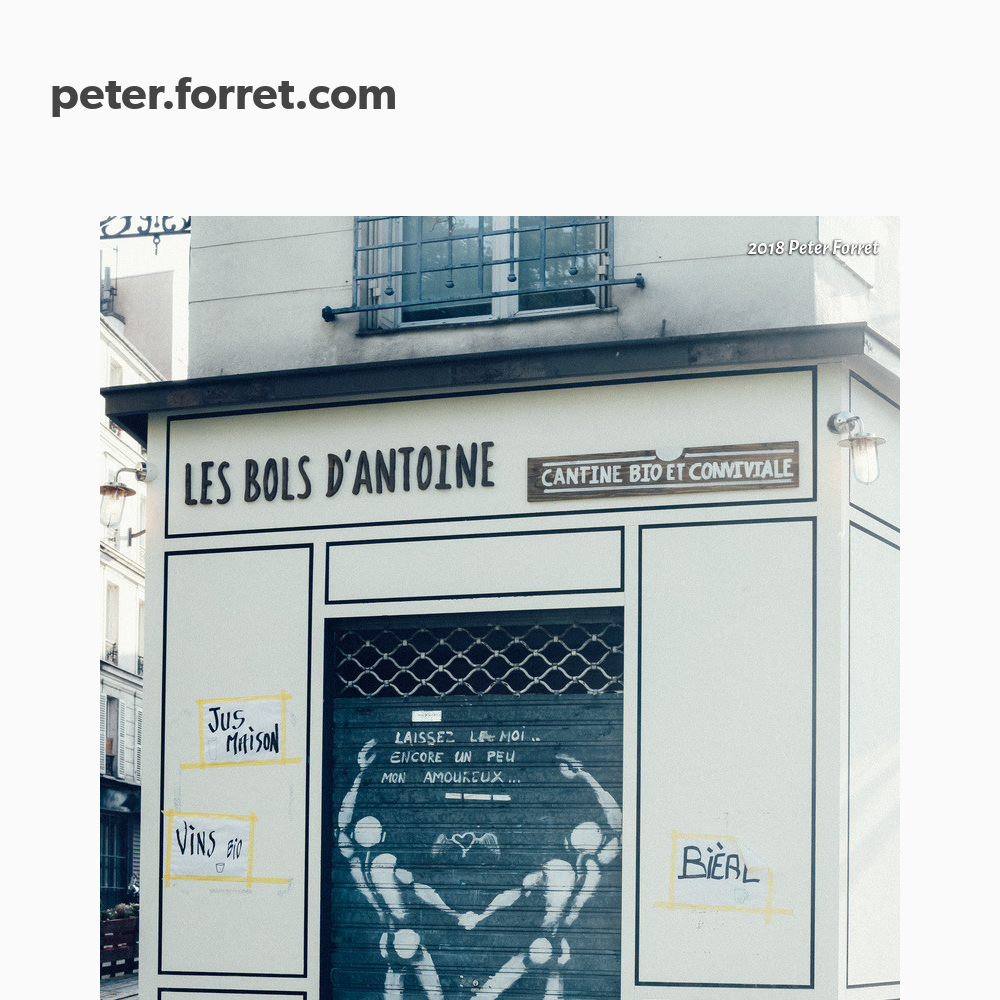 peter.forret.com
2018 Peter Forret
LES BOLS D'ANTOINE
CANTINE BIO ET CONVIVIALE
JUS
MAISON
LAISSEZ LE MOI..
ENCORE UN PEU
MON AMOUREUX...
VINS BIO